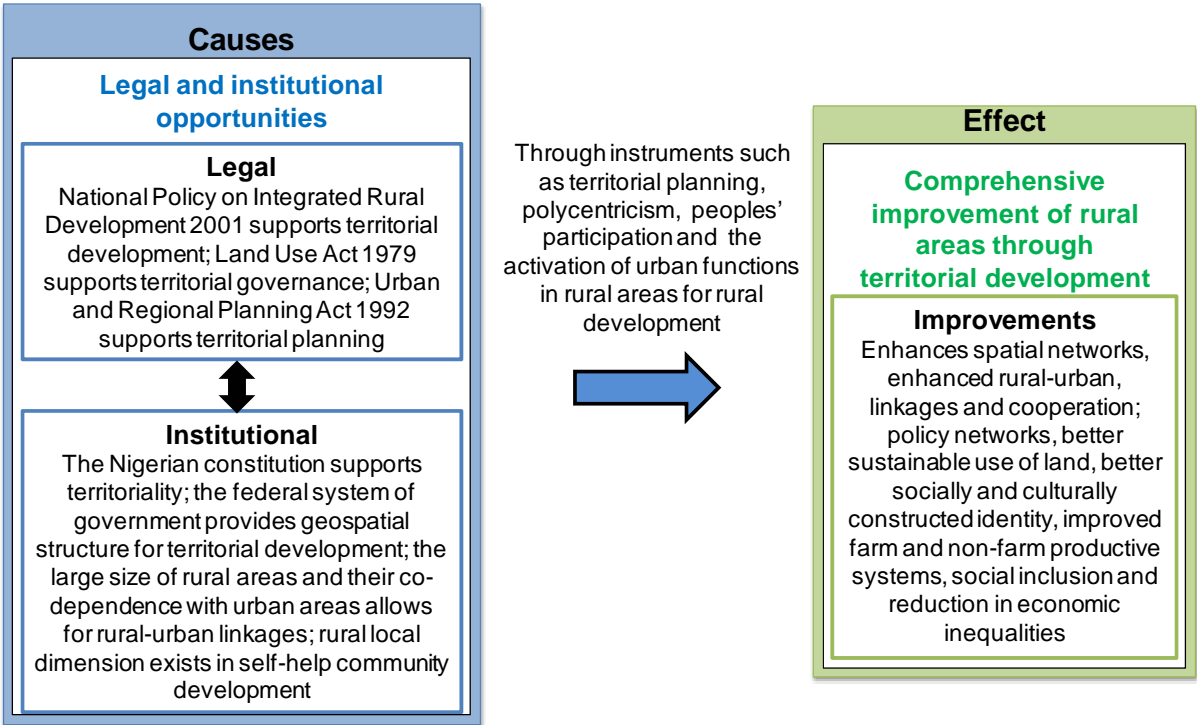 Causes
Legal and institutional
opportunities
Legal
National Policy on Integrated Rural
Development 2001 supports territorial
development; Land Use Act 1979
supports territorial governance; Urban
and Regional Planning Act 1992
supports territorial planning
Institutional
The Nigerian constitution supports
territoriality; the federal system of
government provides geospatial
structure for territorial development; the
large size of rural areas and their co-
dependence with urban areas allows
for rural-urban linkages; rural local
dimension exists in self-help community
development
Through instruments such
as territorial planning,
polycentricism, peoples’
participation and the
activation of urban functions
in rural areas for rural
development
Effect
Comprehensive
improvement of rural
areas through
territorial development
Improvements
Enhances spatial networks,
enhanced rural-urban,
linkages and cooperation;
policy networks, better
sustainable use of land, better
socially and culturally
constructed identity, improved
farm and non-farm productive
systems, social inclusion and
reduction in economic
inequalities